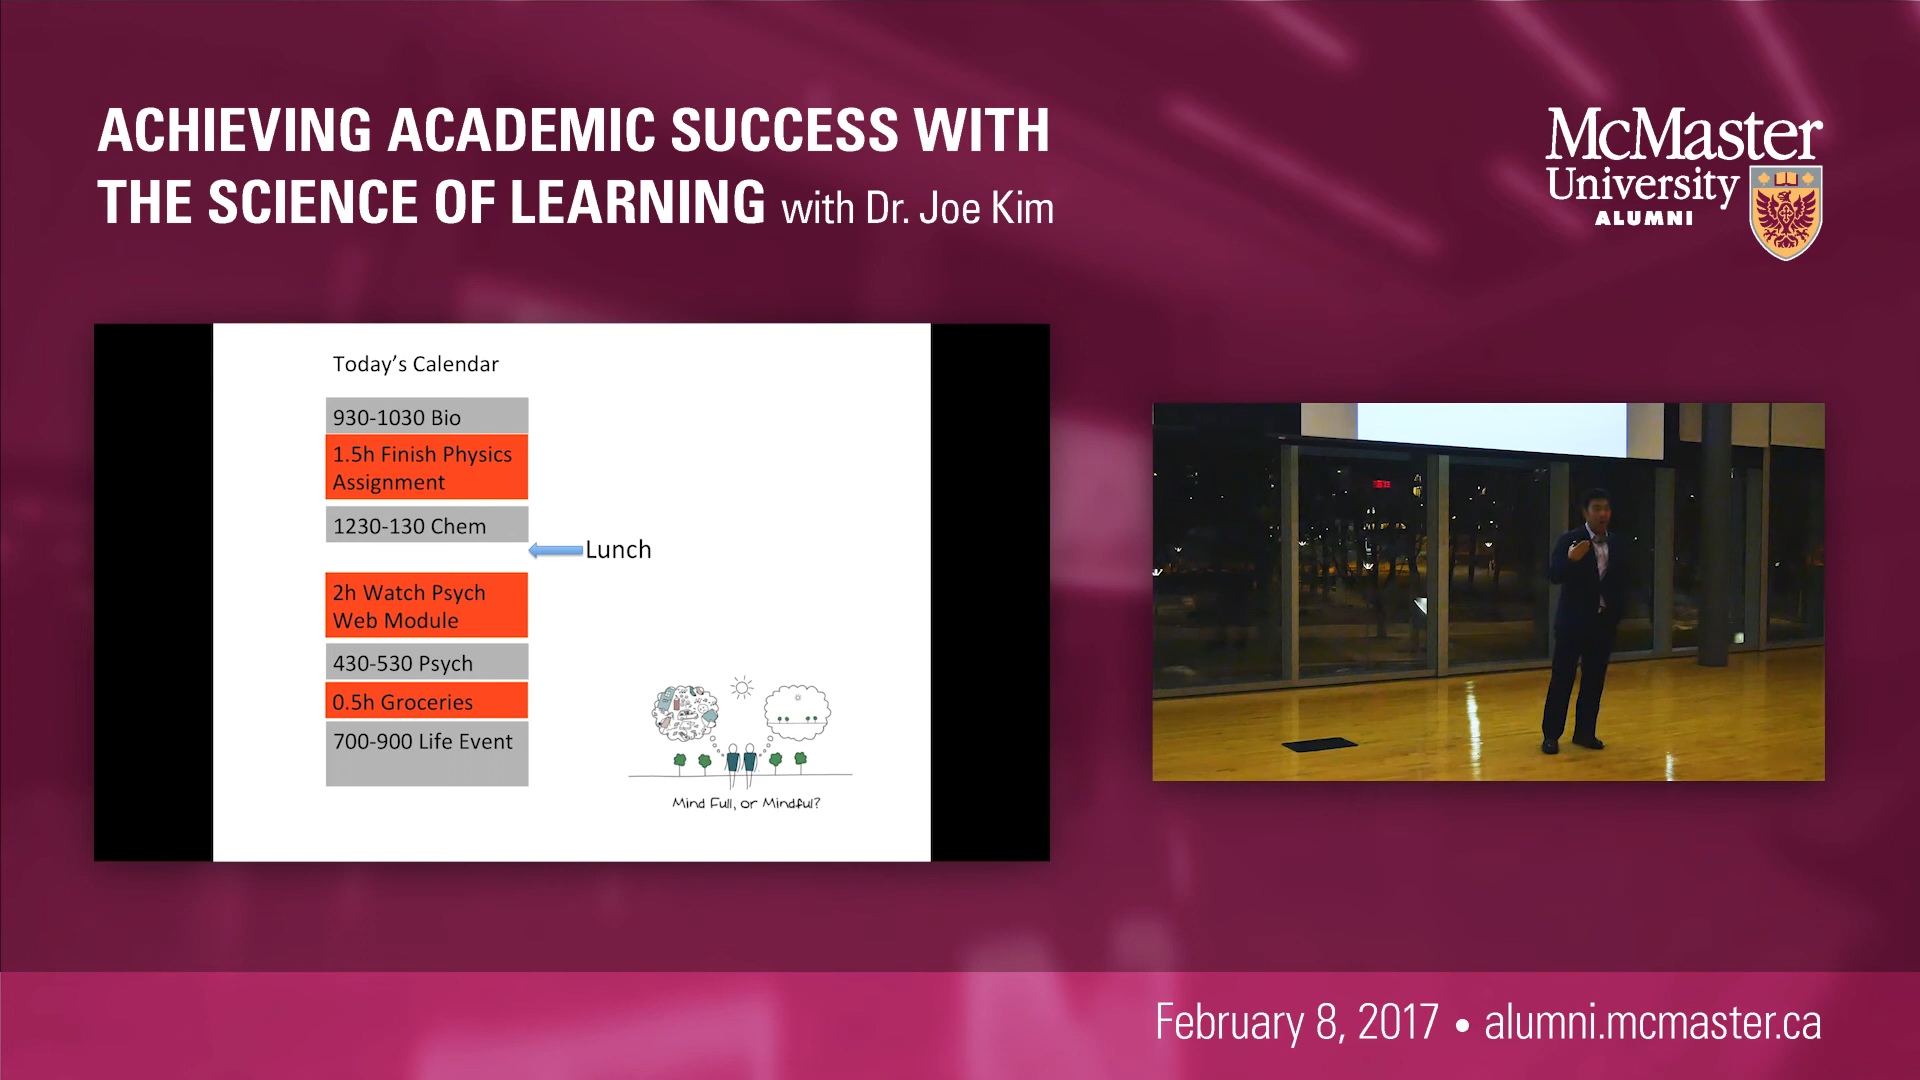 ACHIEVING ACADEMIC SUCCESS WITH
THE SCIENCE OF LEARNING with Dr. Joe Kim
McMaster
University
ALUMNI
Today's Calendar
930-1030 Bio
1.5h Finish Physics
Assignment
1230-130 Chem
Lunch
2h Watch Psych
Web Module
430-530 Psych
0.5h Groceries
700-900 Life Event
Mind Full, or Mindful?
February 8, 2017 • alumni.mcmaster.ca